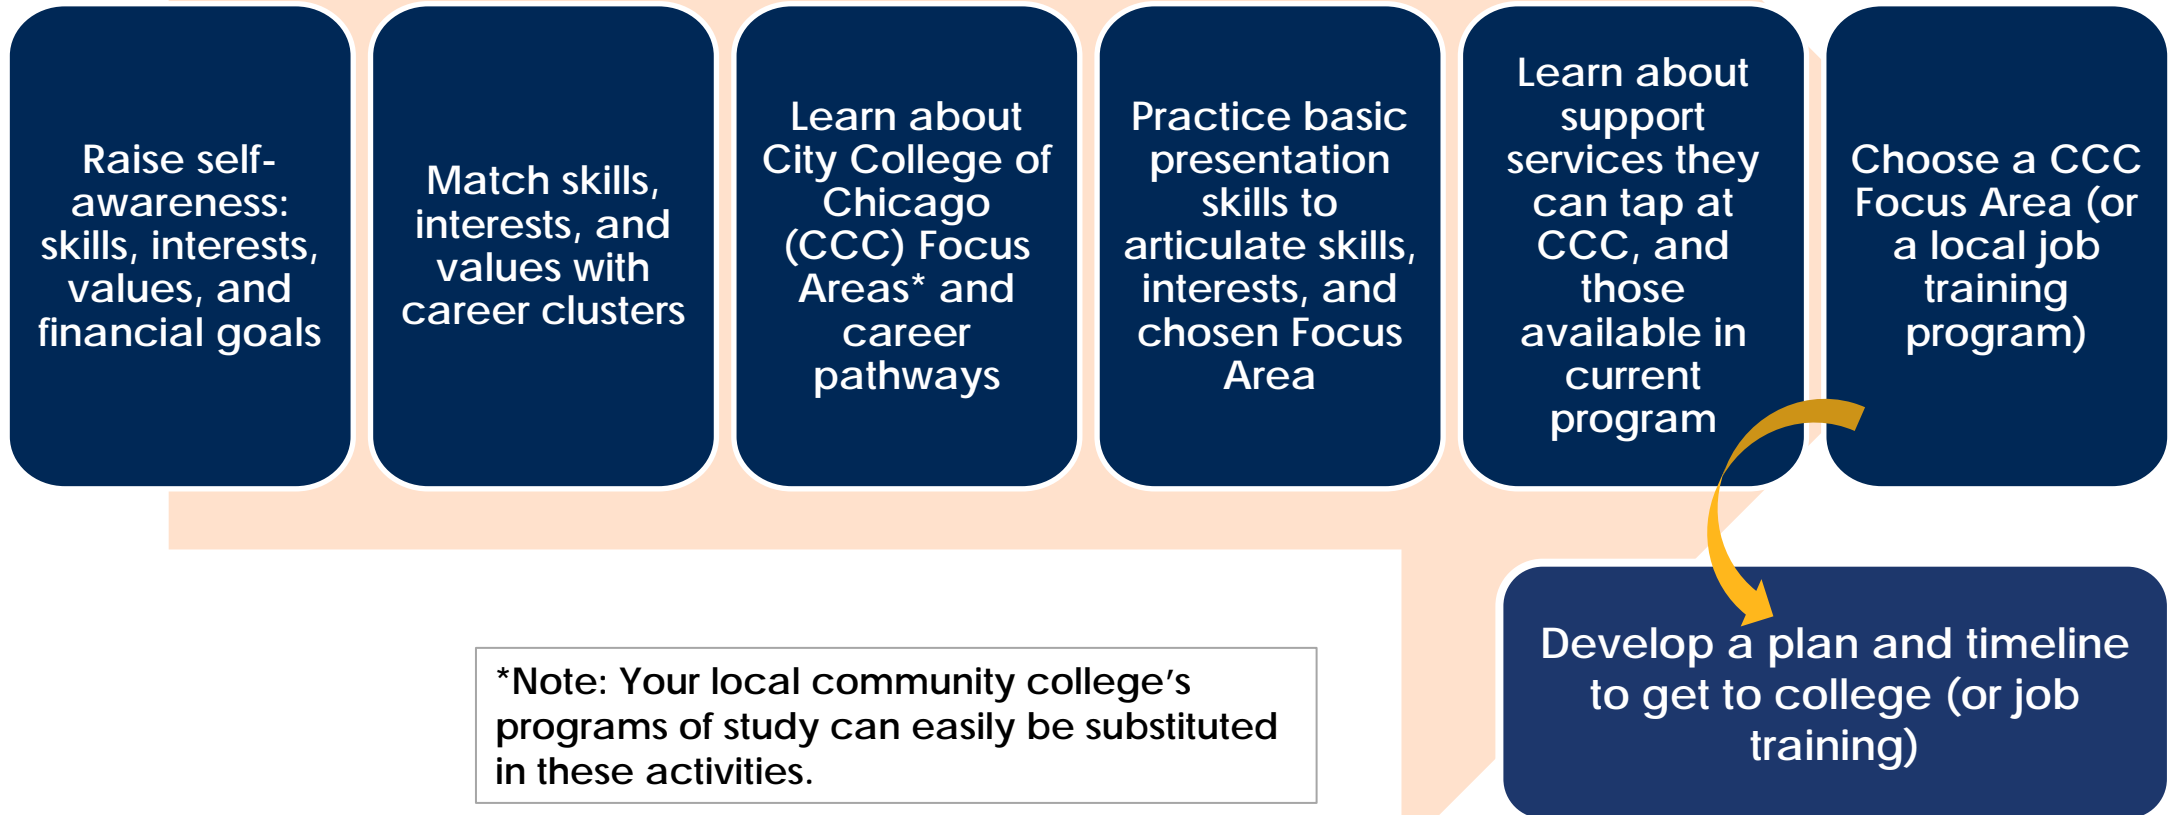 Raise self-
awareness:
skills, interests,
values, and
financial goals
Match skills,
interests, and
values with
career clusters
Learn about
City College of
Chicago
(CCC) Focus
Areas* and
career
pathways
Practice basic
presentation
skills to
articulate skills,
interests, and
chosen Focus
Area
Learn about
support
services they
can tap at
CCC, and
those
available in
current
program
Choose a CCC
Focus Area (or
a local job
training
program)
Develop a plan and timeline
to get to college (or job
training)
*Note: Your local community college’s
programs of study can easily be substituted
in these activities.